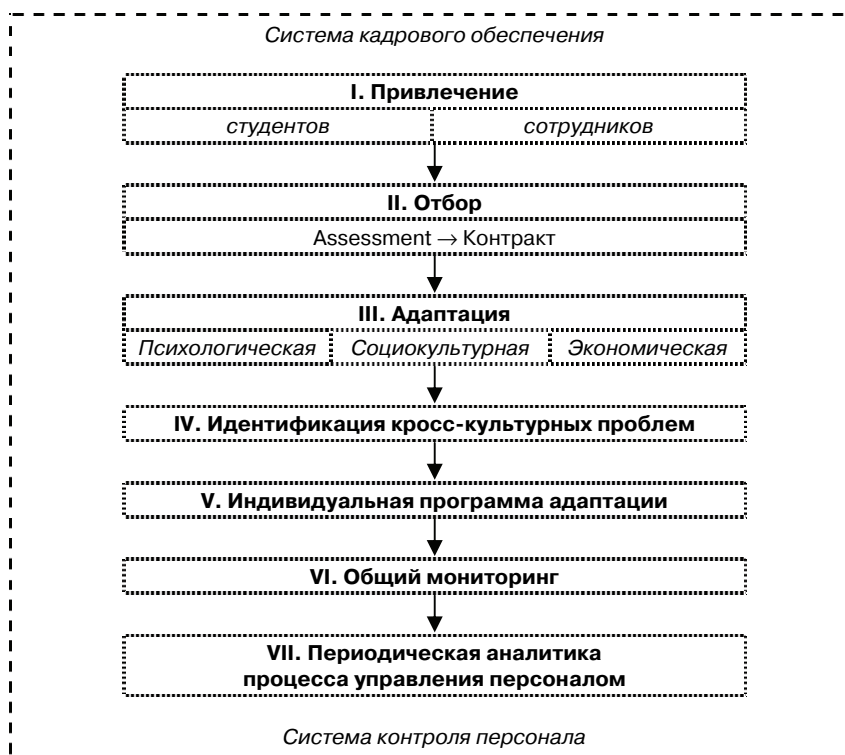 Система кадрового обеспечения
I. Привлечение
студентов сотрудников
II. Отбор
Assessment → Контракт
III. Адаптация
Психологическая Социокультурная Экономическая
IV. Идентификация кросс-культурных проблем
V. Индивидуальная программа адаптации
VI. Общий мониторинг
VII. Периодическая аналитика
процесса управления персоналом
Система контроля персонала